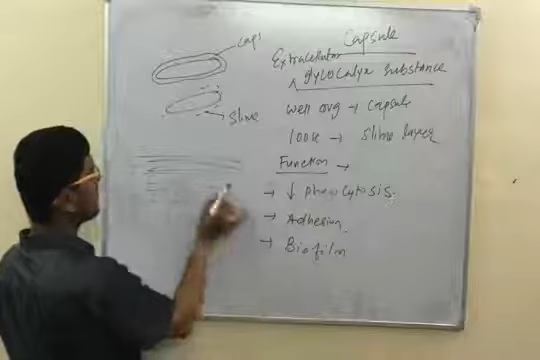 Capsule
Extracellular
glycocalyx substance
well org → capsule
loose → slime layer
Function →
→ ↓ phagocytosis.
→ Adhesion
→ Biofilm
caps
slime